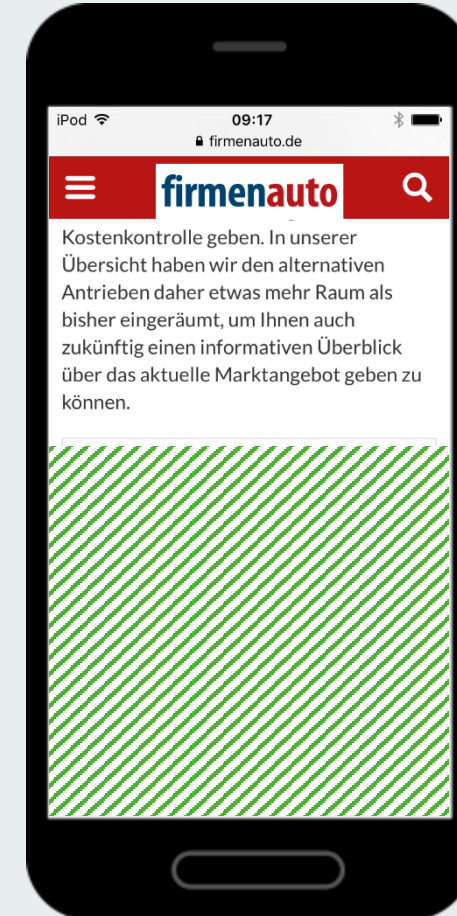 iPod 09:17
firmenauto.de
firmenauto
Kostenkontrolle geben. In unserer
Übersicht haben wir den alternativen
Antrieben daher etwas mehr Raum als
bisher eingeräumt, um Ihnen auch
zukünftig einen informativen Überblick
über das aktuelle Marktangebot geben zu
können.